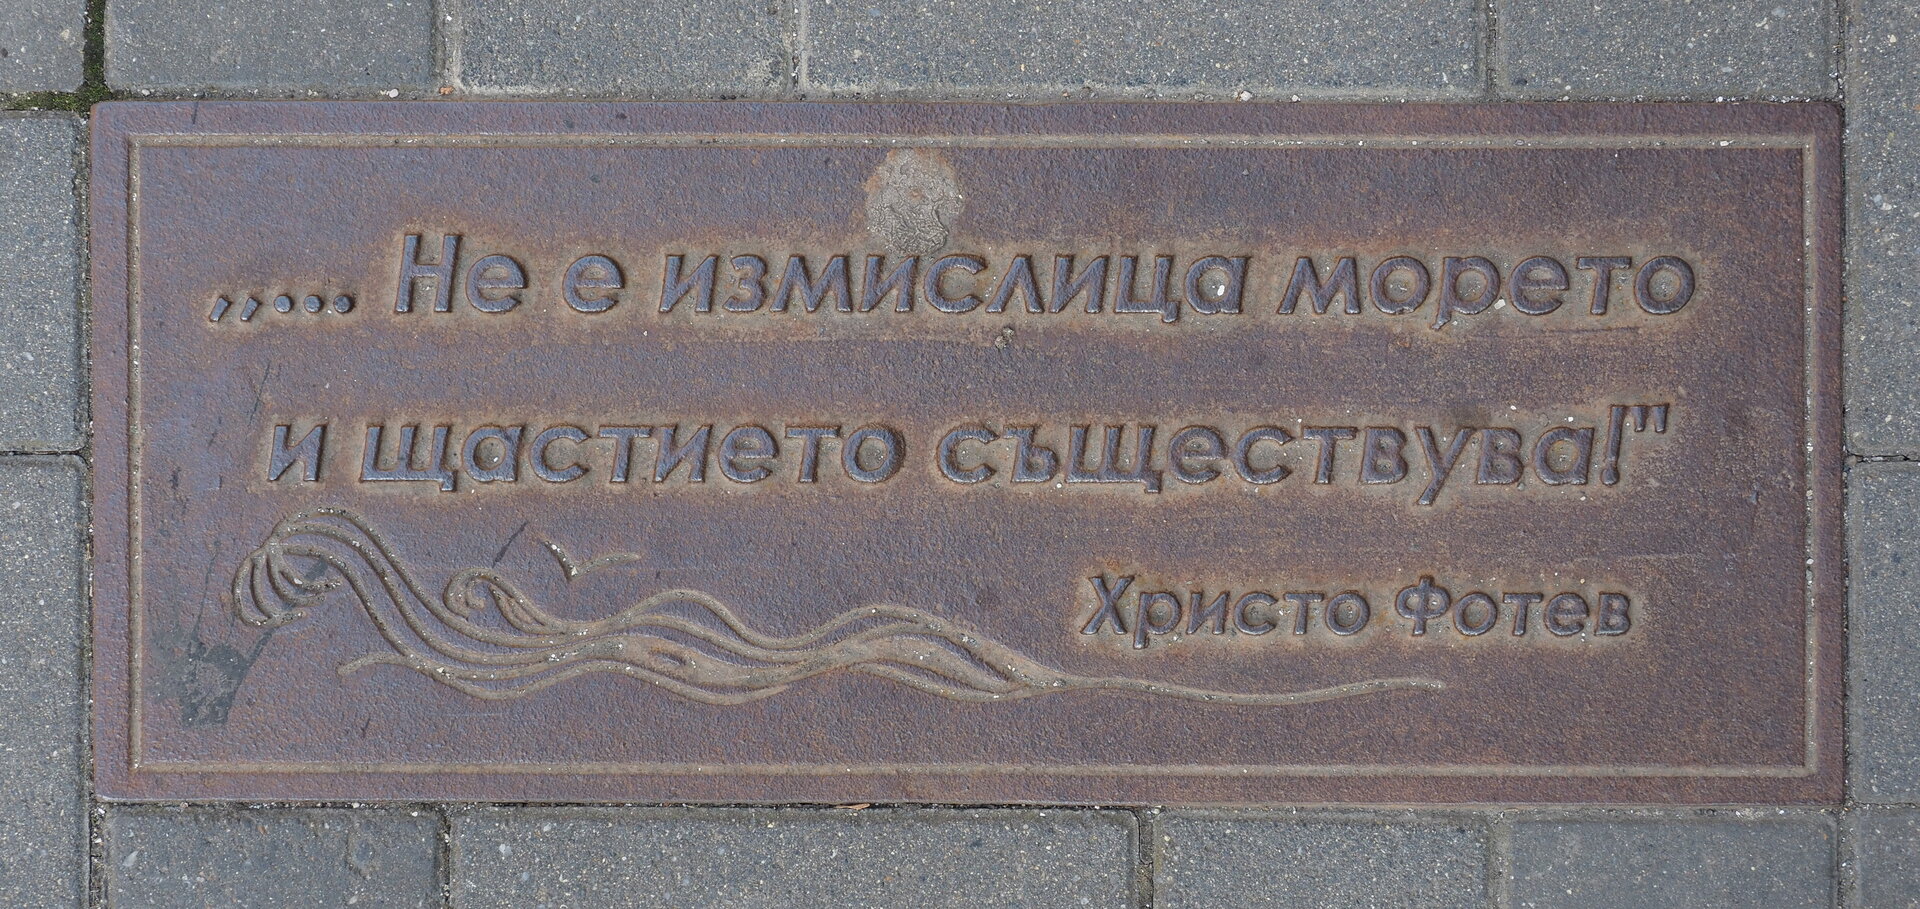 ,,... Не е измислица морето
и щастието съществува!"
Христо Фотев